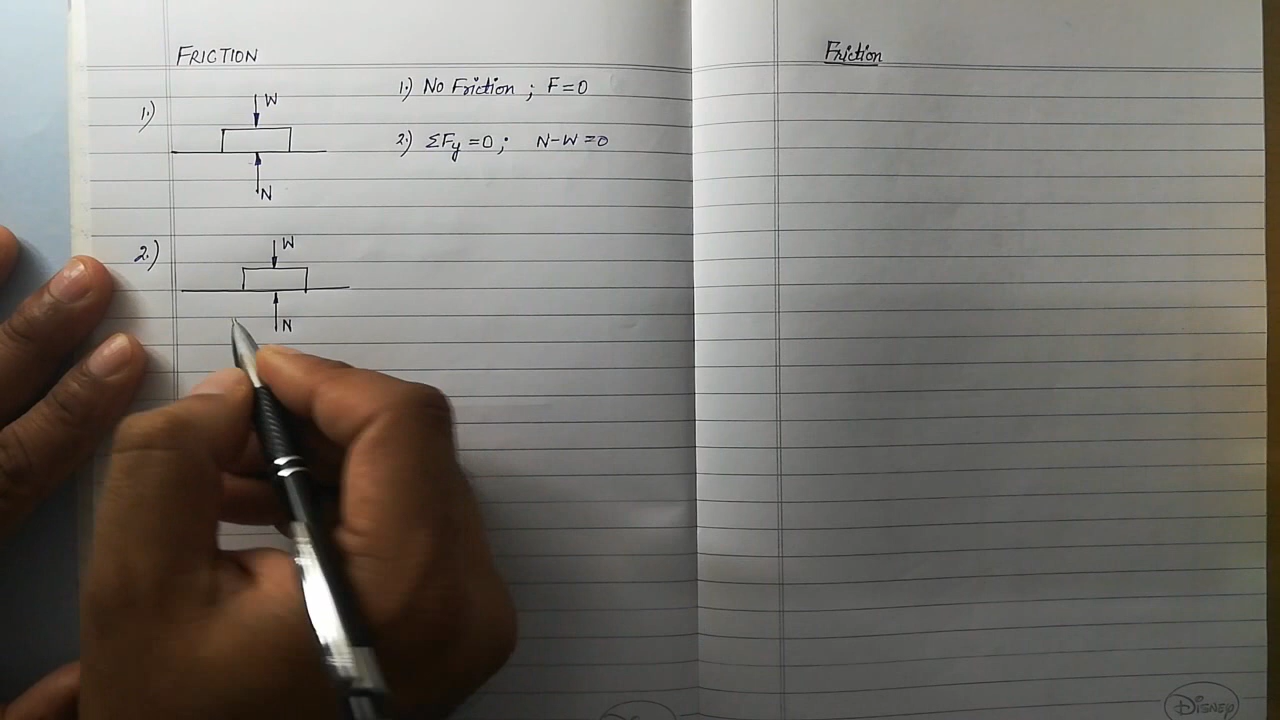 FRICTION
1.)
W
N
1.) No Friction ; F=0
2.) ΣFy =0 ; N-W =0
2.)
W
N
Friction
DISNEY